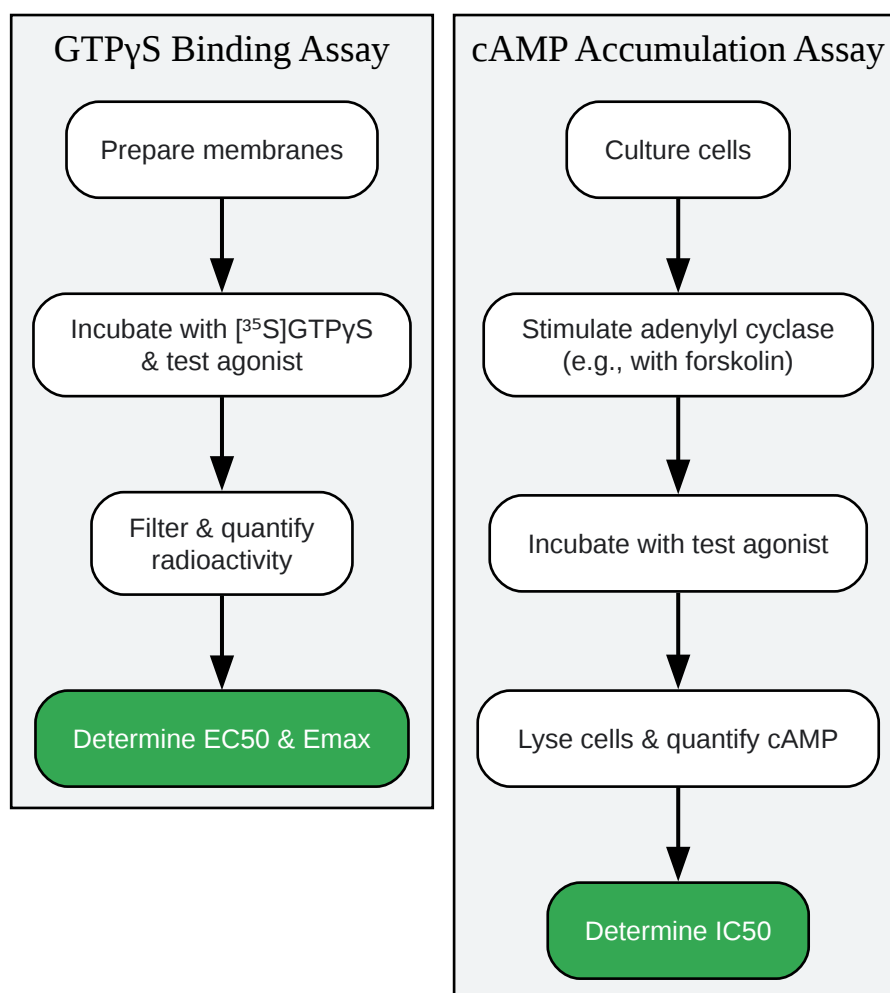 GTPγS Binding Assay
Prepare membranes
Incubate with [³⁵S]GTPγS
& test agonist
Filter & quantify
radioactivity
Determine EC50 & Emax
cAMP Accumulation Assay
Culture cells
Stimulate adenylyl cyclase
(e.g., with forskolin)
Incubate with test agonist
Lyse cells & quantify cAMP
Determine IC50